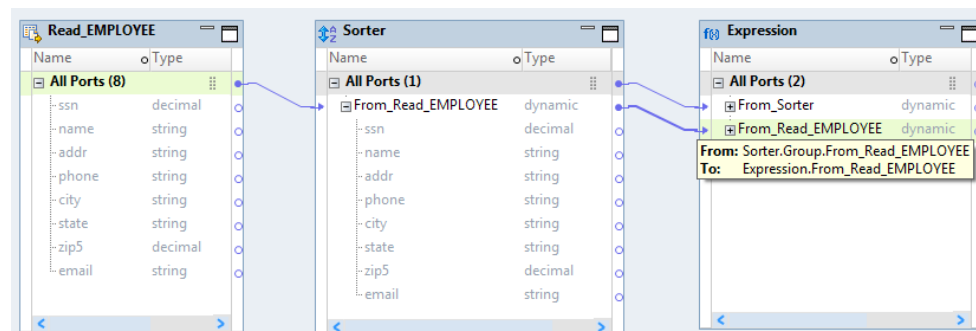 Read_EMPLOYEE
Name Type
All Ports (8)
ssn decimal
name string
addr string
phone string
city string
state string
zip5 decimal
email string
Sorter
Name Type
All Ports (1)
From_Read_EMPLOYEE dynamic
ssn decimal
name string
addr string
phone string
city string
state string
zip5 decimal
email string
Expression
Name Type
All Ports (2)
From_Sorter dynamic
From_Read_EMPLOYEE dynamic
From: Sorter.Group.From_Read_EMPLOYEE
To: Expression.From_Read_EMPLOYEE